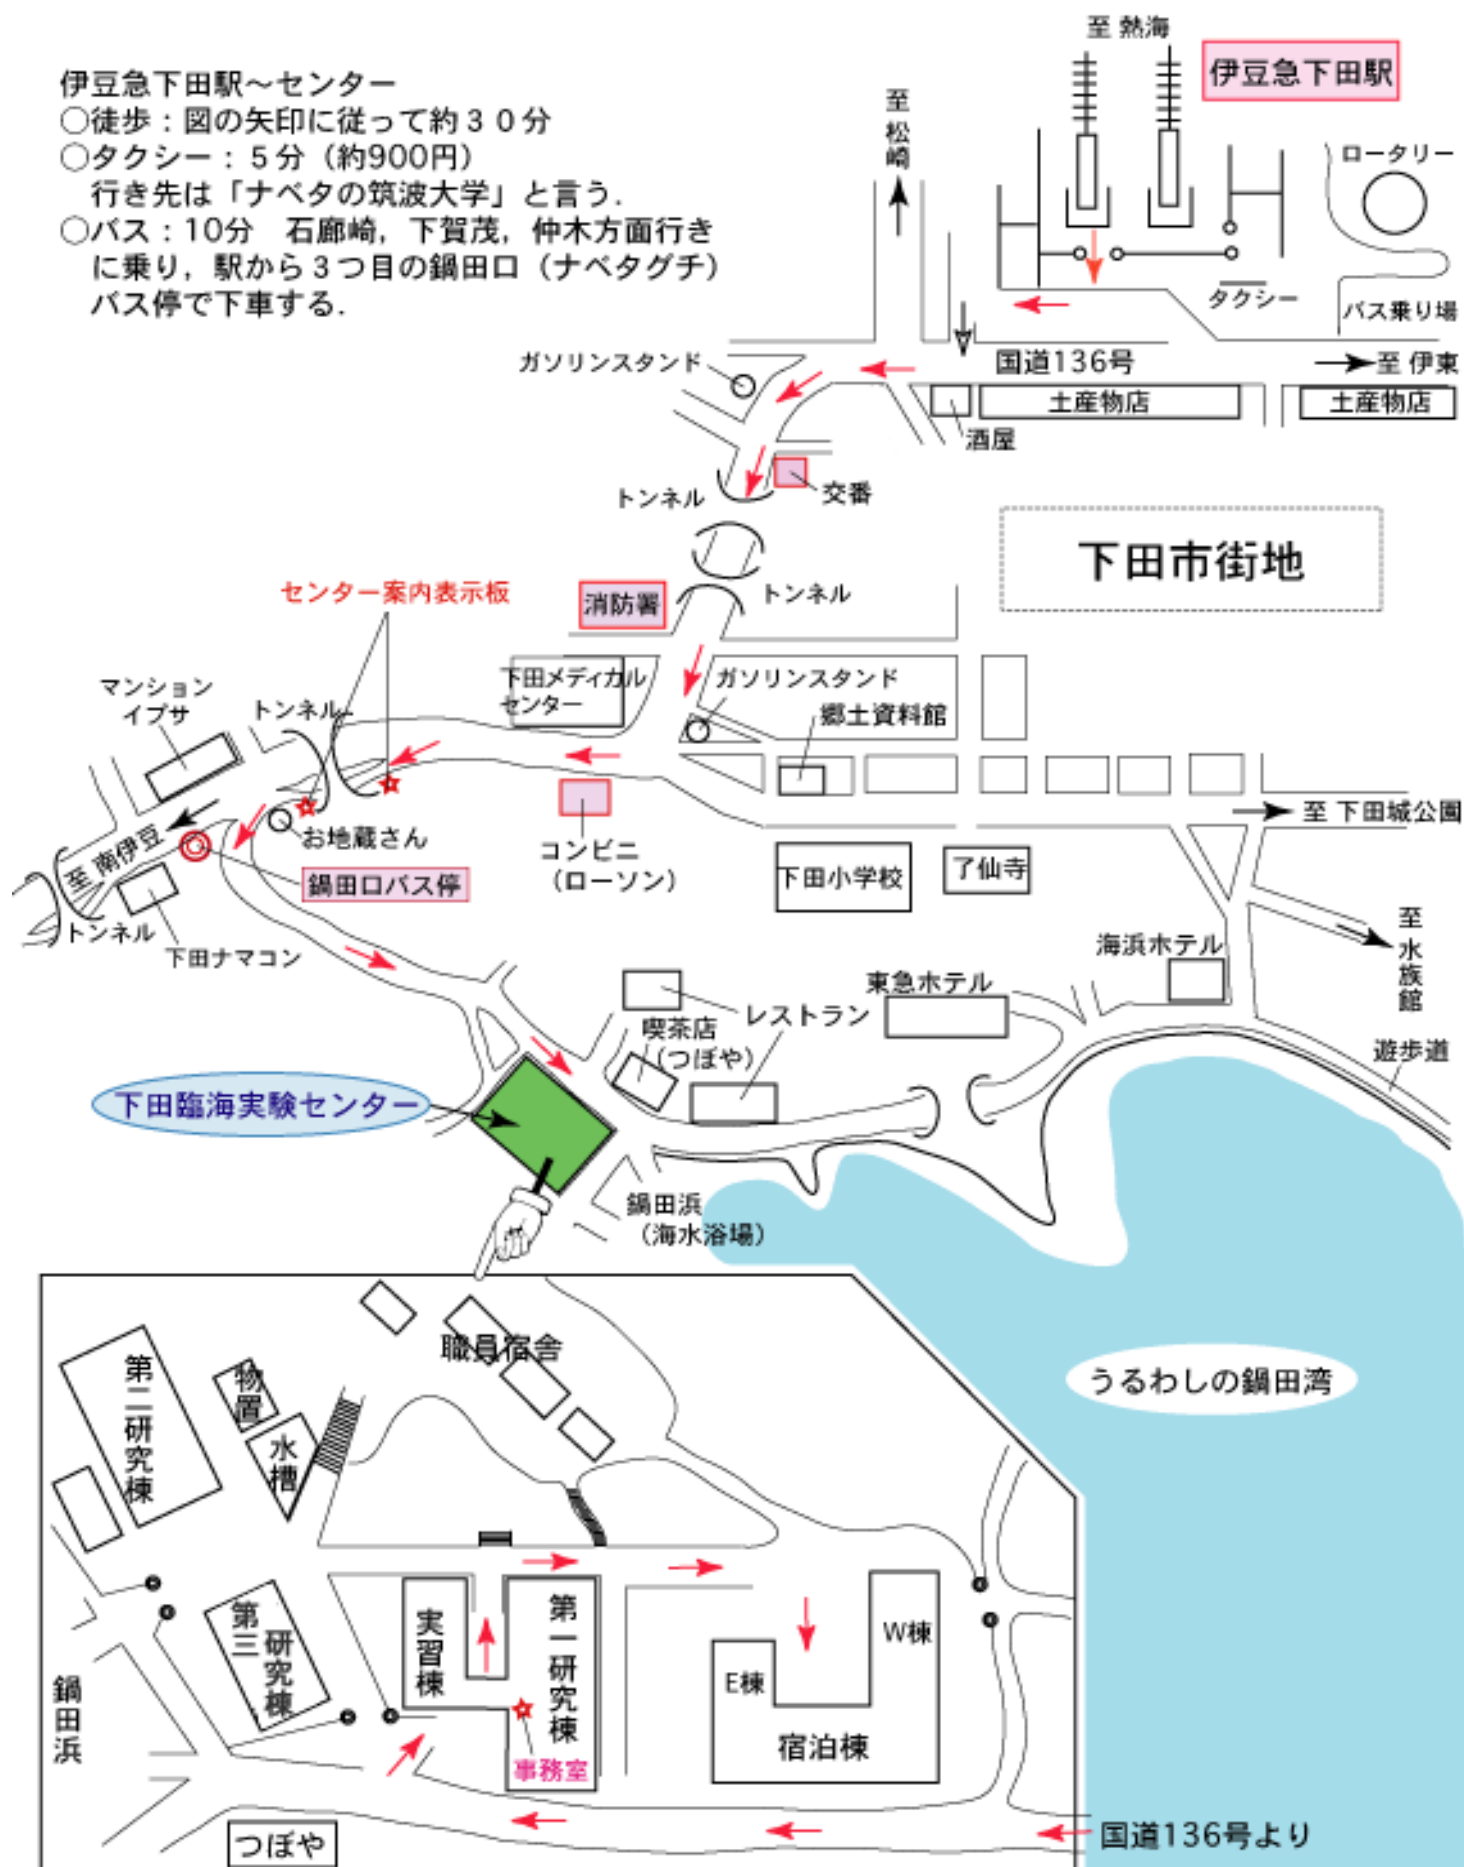 至 熱海
伊豆急下田駅
伊豆急下田駅～センター
○徒歩：図の矢印に従って約３０分
○タクシー：５分（約900円）
行き先は「ナベタの筑波大学」と言う．
○バス：10分　石廊崎，下賀茂，仲木方面行き
に乗り，駅から３つ目の鍋田口（ナベタグチ）
バス停で下車する．
至 松崎
ロータリー
タクシー
バス乗り場
国道136号
至 伊東
ガソリンスタンド
土産物店
土産物店
酒屋
交番
トンネル
下田市街地
センター案内表示板
消防署
トンネル
下田メディカル
センター
ガソリンスタンド
郷土資料館
マンション
イプサ
トンネル
至 下田城公園
お地蔵さん
至 南伊豆
コンビニ
（ローソン）
鍋田口バス停
下田小学校
了仙寺
トンネル
下田ナマコン
至 水族館
海浜ホテル
東急ホテル
レストラン
喫茶店
（つぼや）
遊歩道
下田臨海実験センター
鍋田浜
（海水浴場）
うるわしの鍋田湾
職員宿舎
第二研究棟
物置
水槽
第三
研究棟
実習棟
第一研究棟
W棟
E棟
宿泊棟
鍋田浜
事務室
つぼや
国道136号より